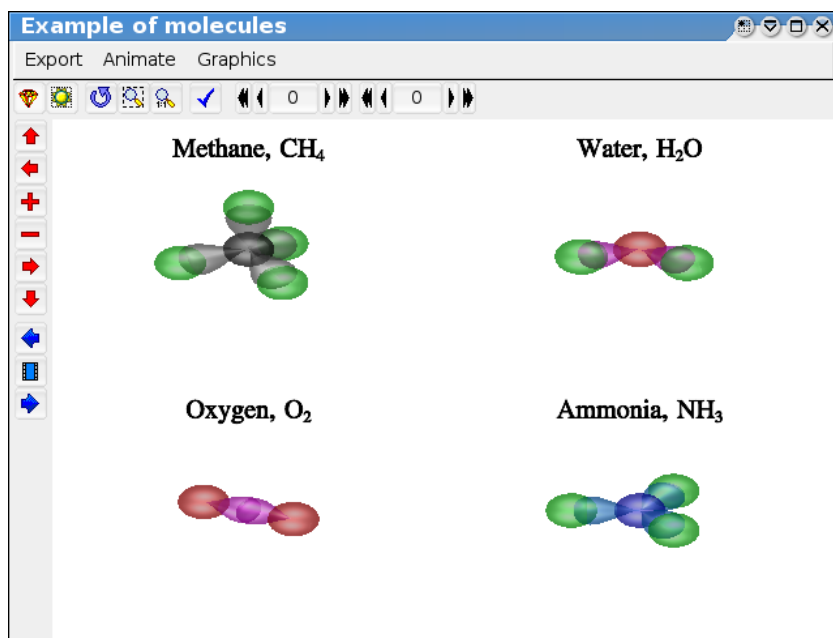 Example of molecules
Export Animate Graphics
0 0
Methane, CH₄ Water, H₂O
Oxygen, O₂ Ammonia, NH₃